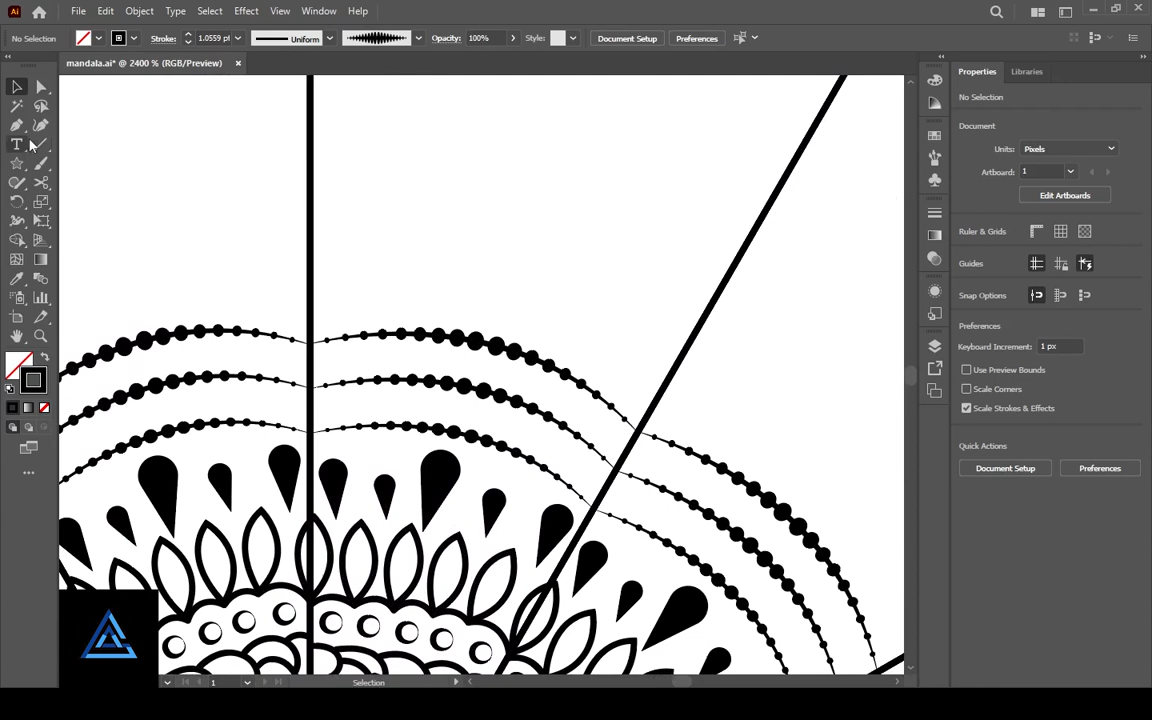 Ai File Edit Object Type Select Effect View Window Help
No Selection Stroke: 1.0559 pt Uniform Opacity: 100% Style: Document Setup Preferences
mandala.ai* @ 2400 % (RGB/Preview)
Properties Libraries
No Selection
Document
Units: Pixels
Artboard: 1
Edit Artboards
Ruler & Grids
Guides
Snap Options
Preferences
Keyboard Increment: 1 px
Use Preview Bounds
Scale Corners
Scale Strokes & Effects
Quick Actions
Document Setup Preferences
1 Selection